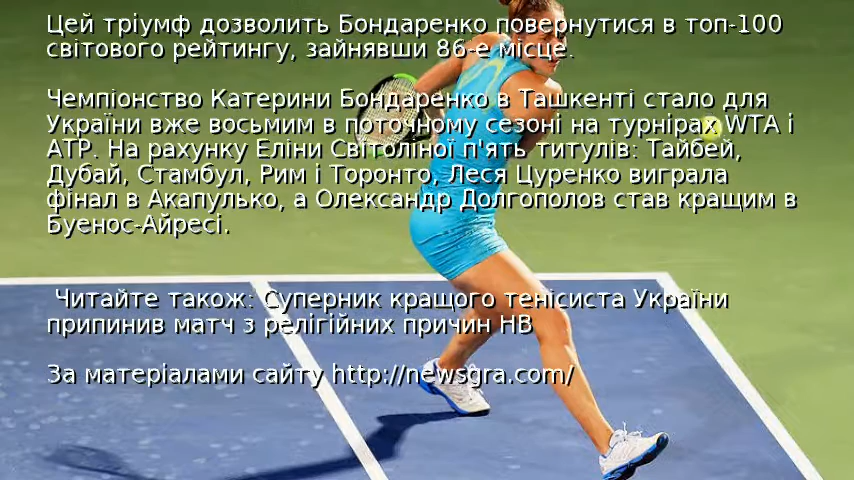 Цей тріумф дозволить Бондаренко повернутися в топ-100
світового рейтингу, зайнявши 86-е місце.
Чемпіонство Катерини Бондаренко в Ташкенті стало для
України вже восьмим в поточному сезоні на турнірах WTA і
ATP. На рахунку Еліни Світоліної п'ять титулів: Тайбей,
Дубай, Стамбул, Рим і Торонто, Леся Цуренко виграла
фінал в Акапулько, а Олександр Долгополов став кращим в
Буенос-Айресі.
Читайте також: Суперник кращого тенісиста України
припинив матч з релігійних причин НВ
За матеріалами сайту http://newsgra.com/